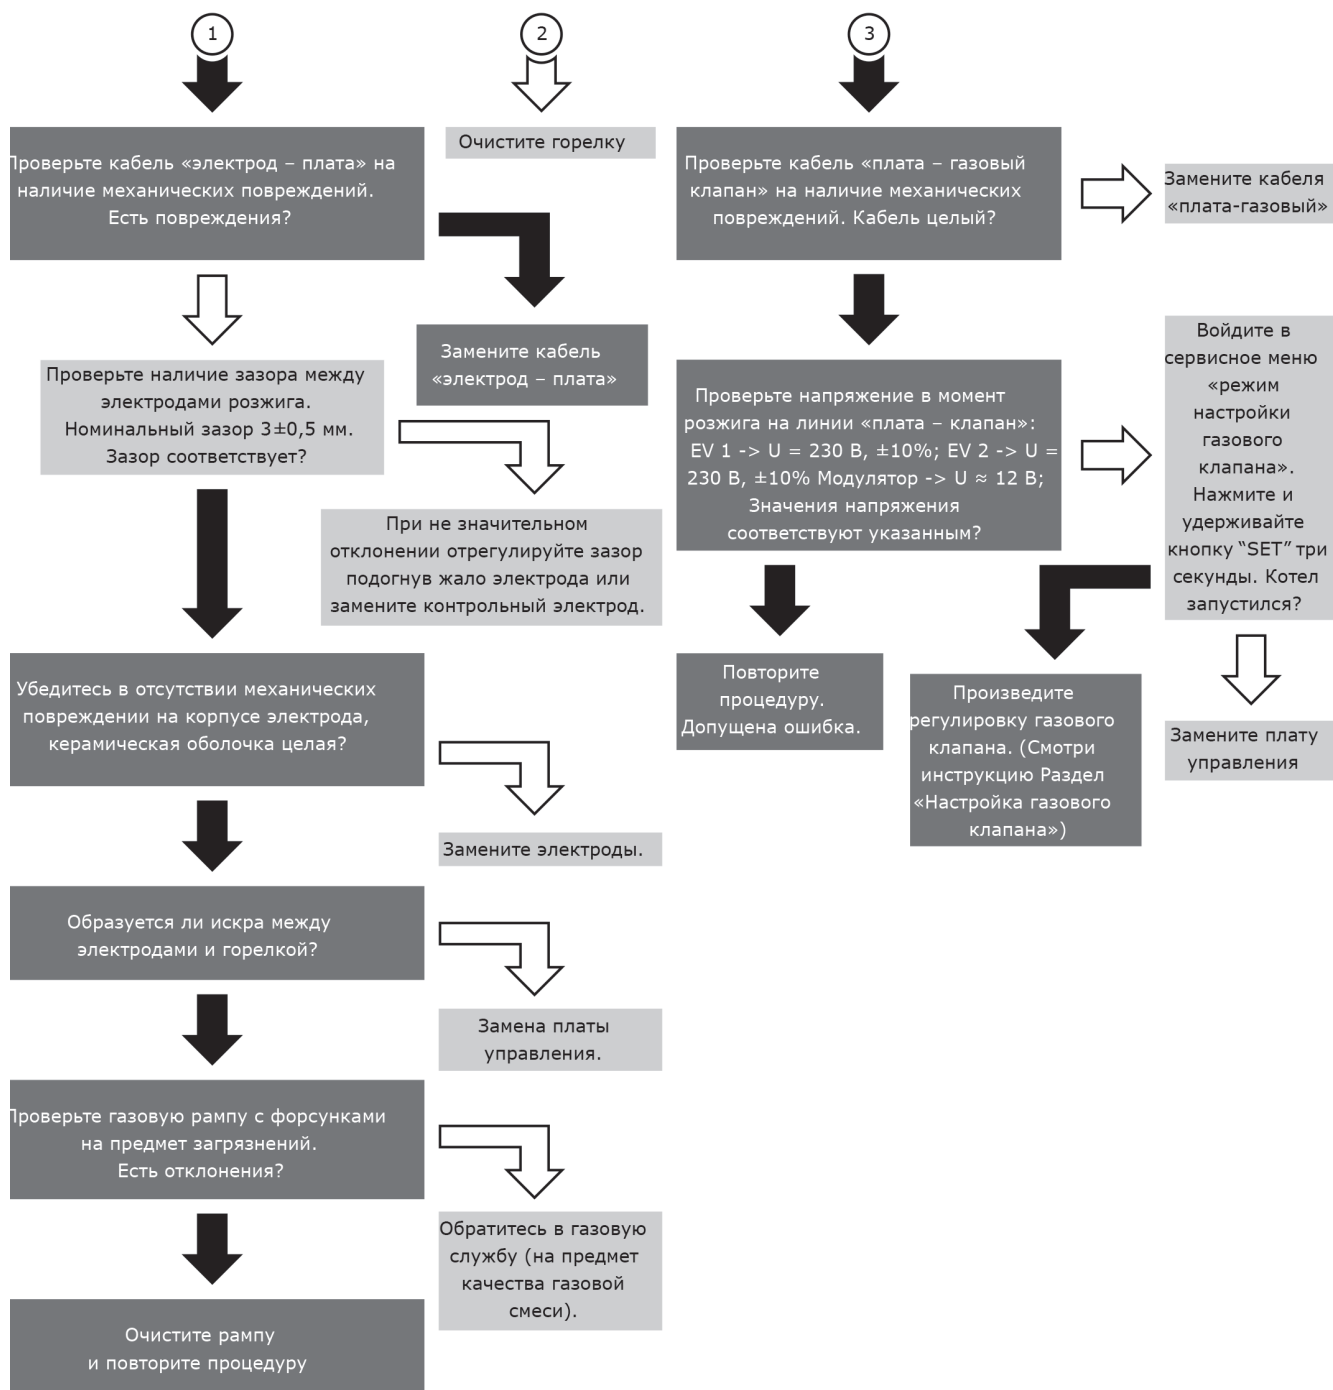 1
Проверьте кабель «электрод – плата» на
наличие механических повреждений.
Есть повреждения?
Замените кабель
«электрод – плата»
Проверьте наличие зазора между
электродами розжига.
Номинальный зазор 3±0,5 мм.
Зазор соответствует?
При не значительном
отклонении отрегулируйте зазор
подогнув жало электрода или
замените контрольный электрод.
Убедитесь в отсутствии механических
повреждении на корпусе электрода,
керамическая оболочка целая?
Замените электроды.
Образуется ли искра между
электродами и горелкой?
Замена платы
управления.
Проверьте газовую рампу с форсунками
на предмет загрязнений.
Есть отклонения?
Обратитесь в газовую
службу (на предмет
качества газовой
смеси).
Очистите рампу
и повторите процедуру
2
Очистите горелку
3
Проверьте кабель «плата – газовый
клапан» на наличие механических
повреждений. Кабель целый?
Замените кабеля
«плата-газовый»
Проверьте напряжение в момент
розжига на линии «плата – клапан»:
EV 1 -> U = 230 В, ±10%; EV 2 -> U =
230 В, ±10% Модулятор -> U ≈ 12 В;
Значения напряжения
соответствуют указанным?
Войдите в
сервисное меню
«режим
настройки
газового
клапана».
Нажмите и
удерживайте
кнопку “SET” три
секунды. Котел
запустился?
Повторите
процедуру.
Допущена ошибка.
Произведите
регулировку газового
клапана. (Смотри
инструкцию Раздел
«Настройка газового
клапана»)
Замените плату
управления